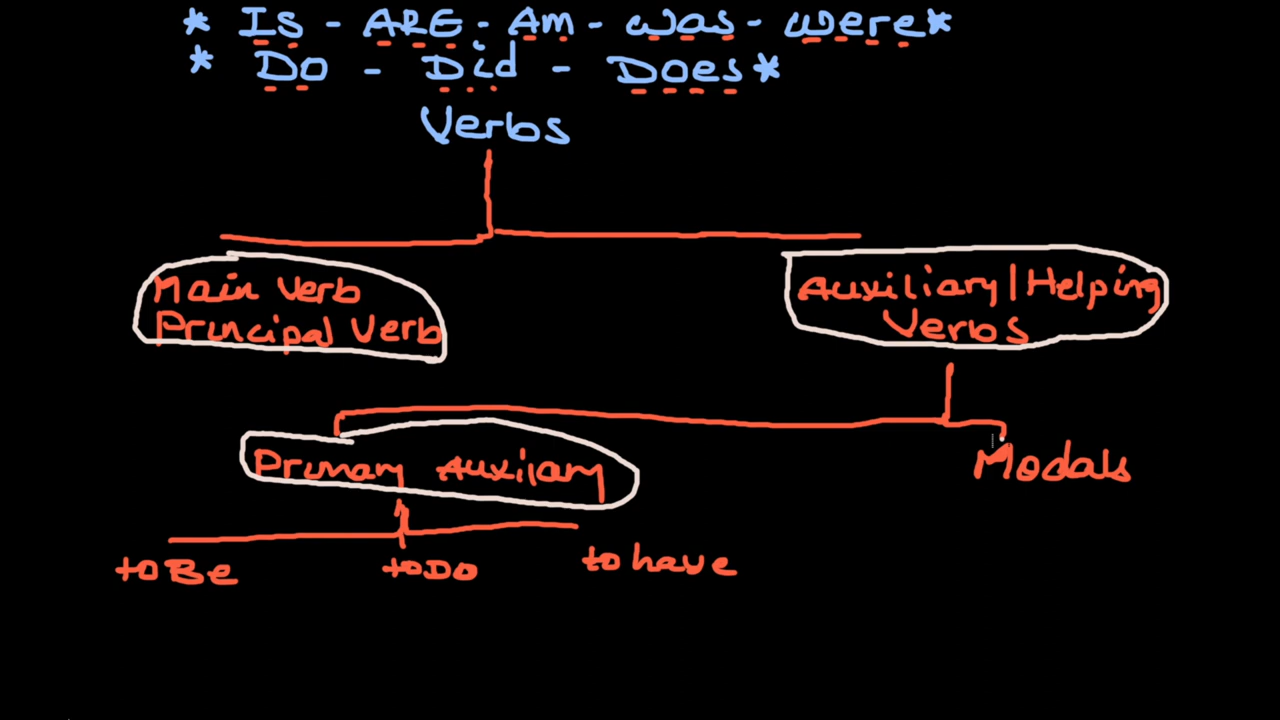 * Is - ARE - Am - was - were *
* Do - Did - Does *
Verbs
Main Verb
Principal Verb
Auxiliary | Helping
Verbs
Primary Auxilary
Modals
to Be
to Do
to have